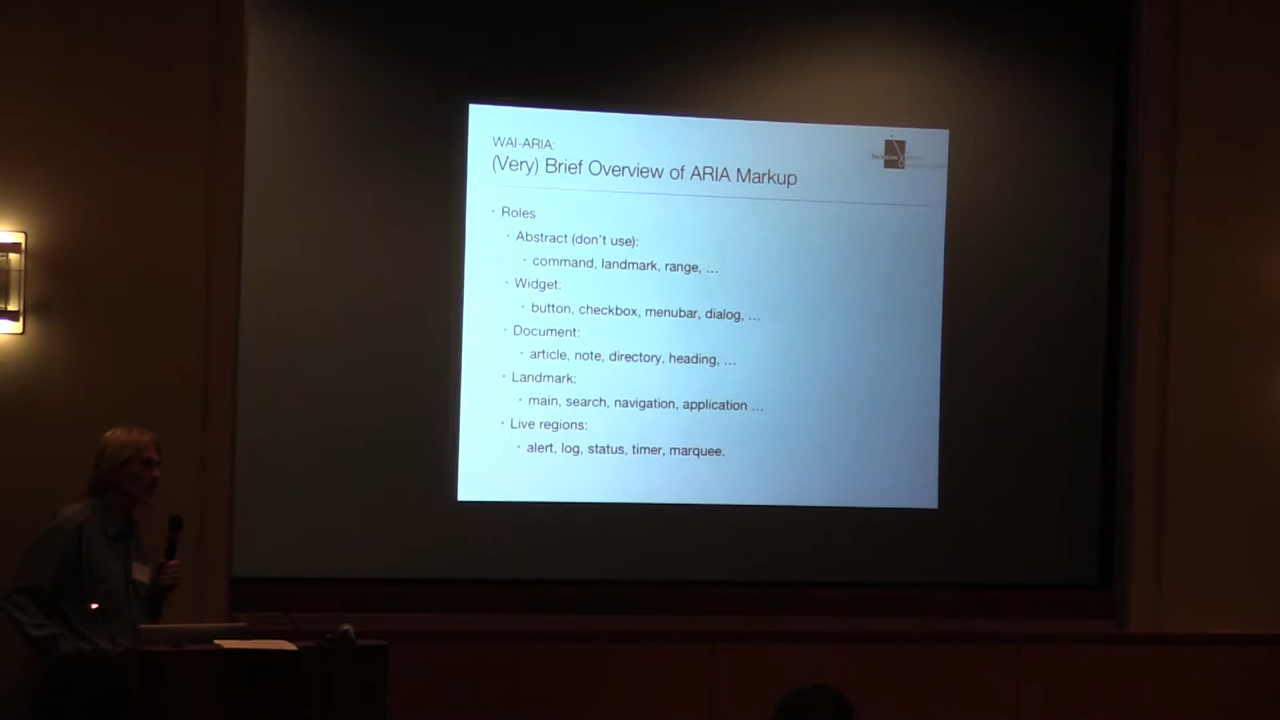 WAI-ARIA:
(Very) Brief Overview of ARIA Markup
· Roles
· Abstract (don't use):
· command, landmark, range, ...
· Widget:
· button, checkbox, menubar, dialog, ...
· Document:
· article, note, directory, heading, ...
· Landmark:
· main, search, navigation, application ...
· Live regions:
· alert, log, status, timer, marquee.